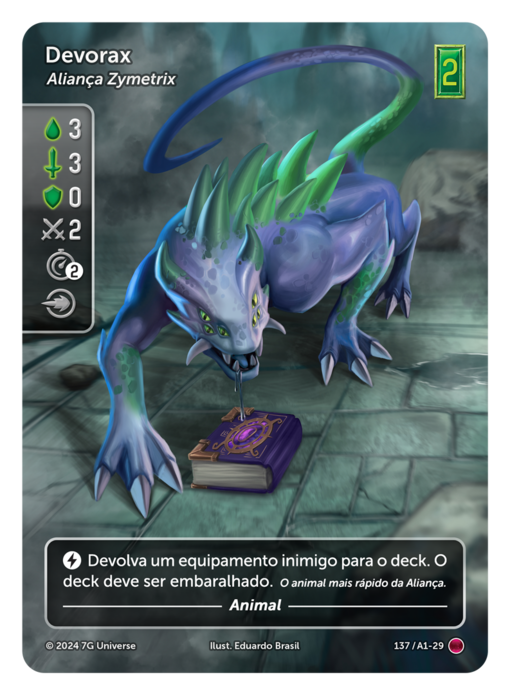 Devorax
Aliança Zymetrix
2
3
3
0
2
2
Devolva um equipamento inimigo para o deck. O
deck deve ser embaralhado. O animal mais rápido da Aliança.
Animal
© 2024 7G Universe
Ilust. Eduardo Brasil
137 / A1-29